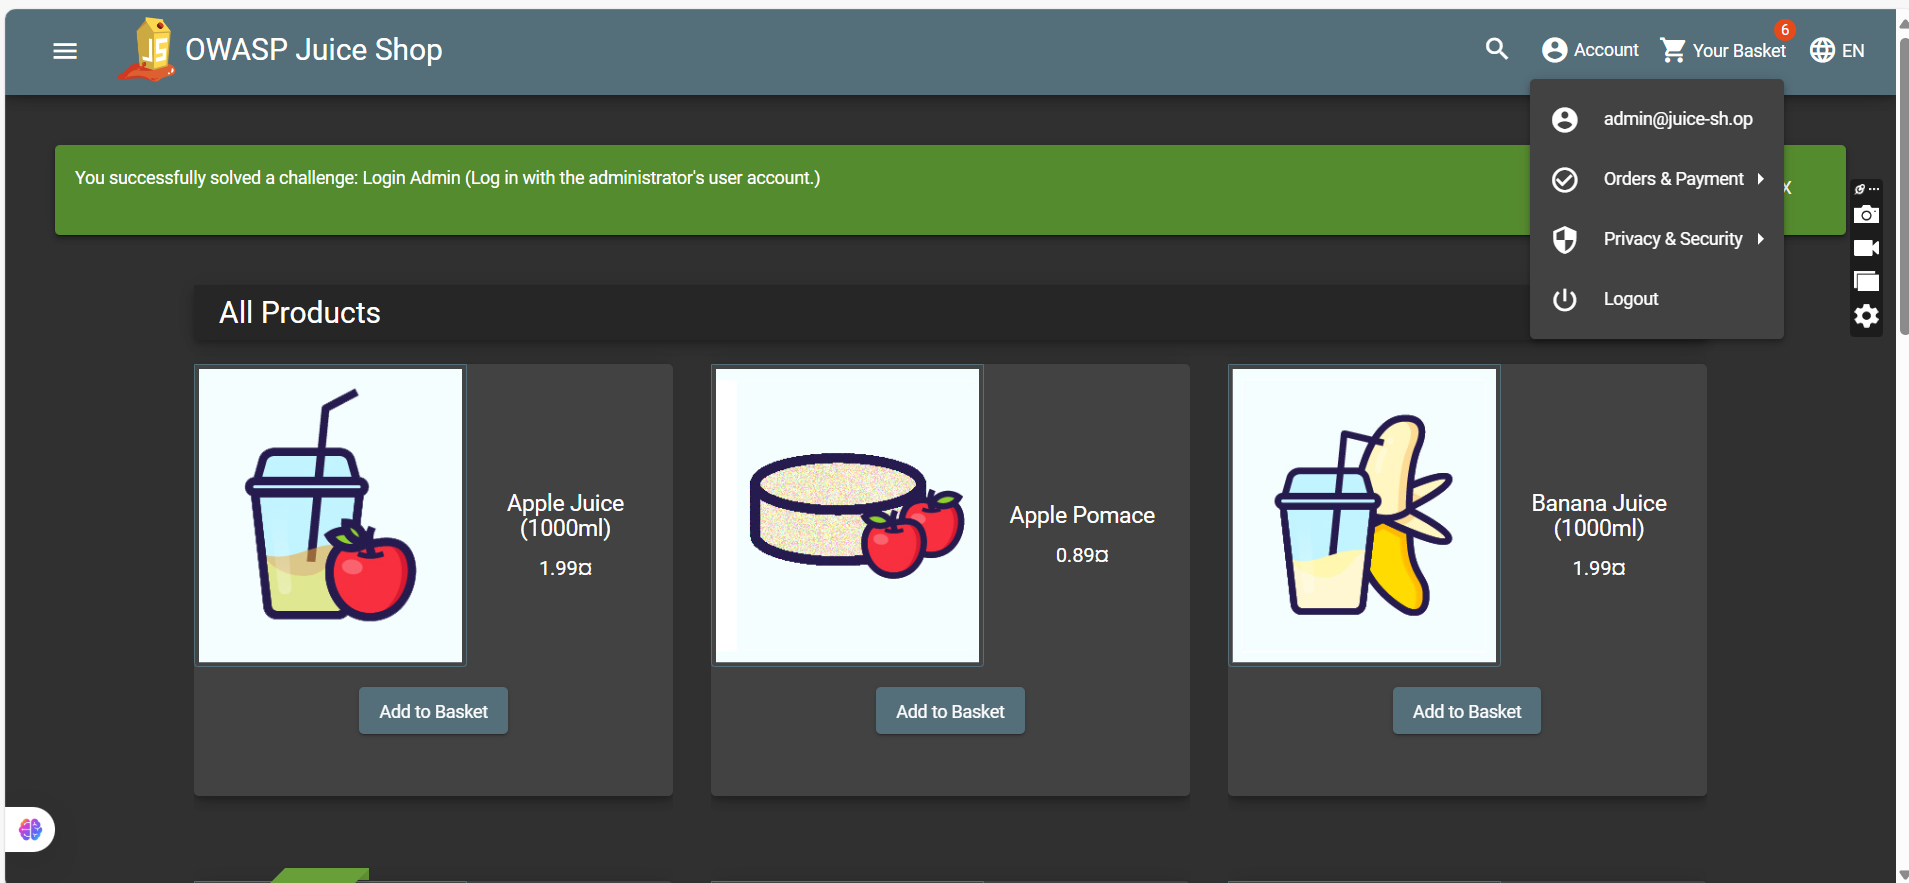 JS
OWASP Juice Shop
Account
6
Your Basket
EN
admin@juice-sh.op
Orders & Payment
Privacy & Security
Logout
You successfully solved a challenge: Login Admin (Log in with the administrator's user account.)
X
All Products
Apple Juice
(1000ml)
1.99¤
Add to Basket
Apple Pomace
0.89¤
Add to Basket
Banana Juice
(1000ml)
1.99¤
Add to Basket